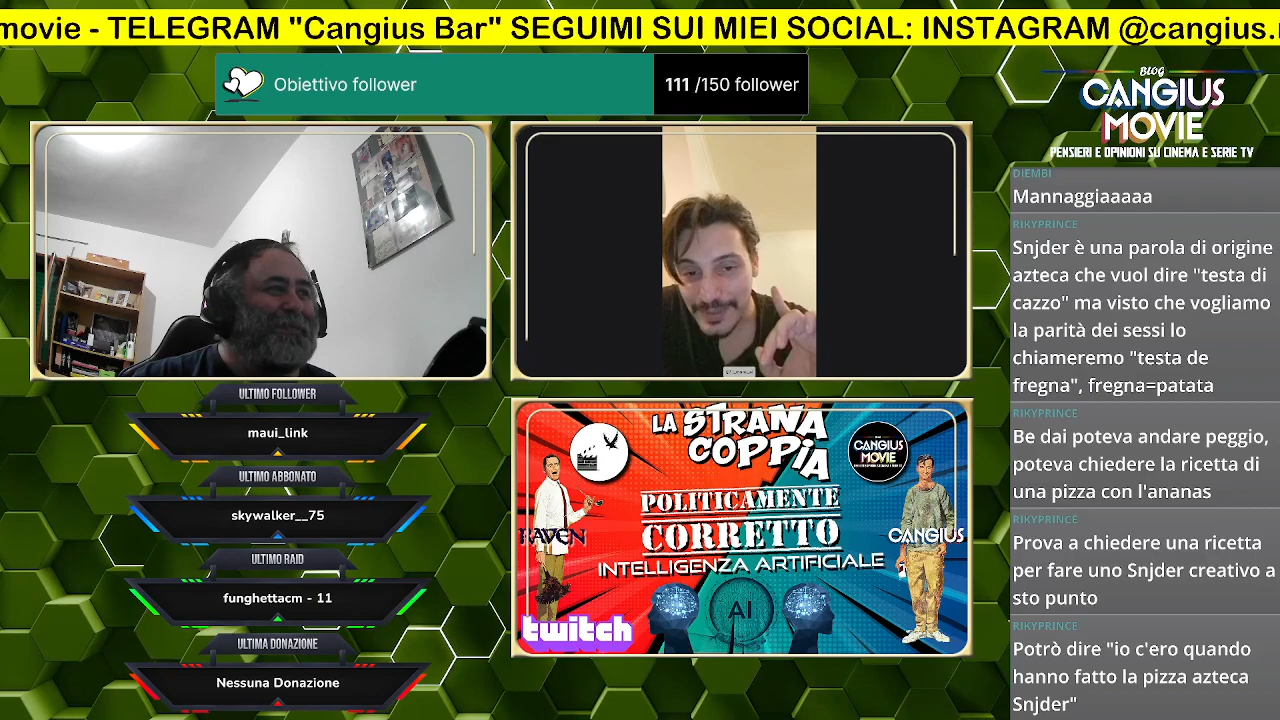 movie - TELEGRAM "Cangius Bar" SEGUIMI SUI MIEI SOCIAL: INSTAGRAM @cangius.
Obiettivo follower
111 /150 follower
BLOG
CANGIUS
MOVIE
PENSIERI E OPINIONI SU CINEMA E SERIE TV
DIEMBI
Mannaggiaaaaa
RIKYPRINCE
Snjder è una parola di origine
azteca che vuol dire "testa di
cazzo" ma visto che vogliamo
la parità dei sessi lo
chiameremo "testa de
fregna", fregna=patata
RIKYPRINCE
Be dai poteva andare peggio,
poteva chiedere la ricetta di
una pizza con l'ananas
RIKYPRINCE
Prova a chiedere una ricetta
per fare uno Snjder creativo a
sto punto
RIKYPRINCE
Potrò dire "io c'ero quando
hanno fatto la pizza azteca
Snjder"
ULTIMO FOLLOWER
maui_link
ULTIMO ABBONATO
skywalker__75
ULTIMO RAID
funghettacm - 11
ULTIMA DONAZIONE
Nessuna Donazione
LA STRANA
COPPIA
CANGIUS
MOVIE
POLITICAMENTE
CORRETTO
HAVEN
CANGIUS
INTELLIGENZA ARTIFICIALE
AI
twitch